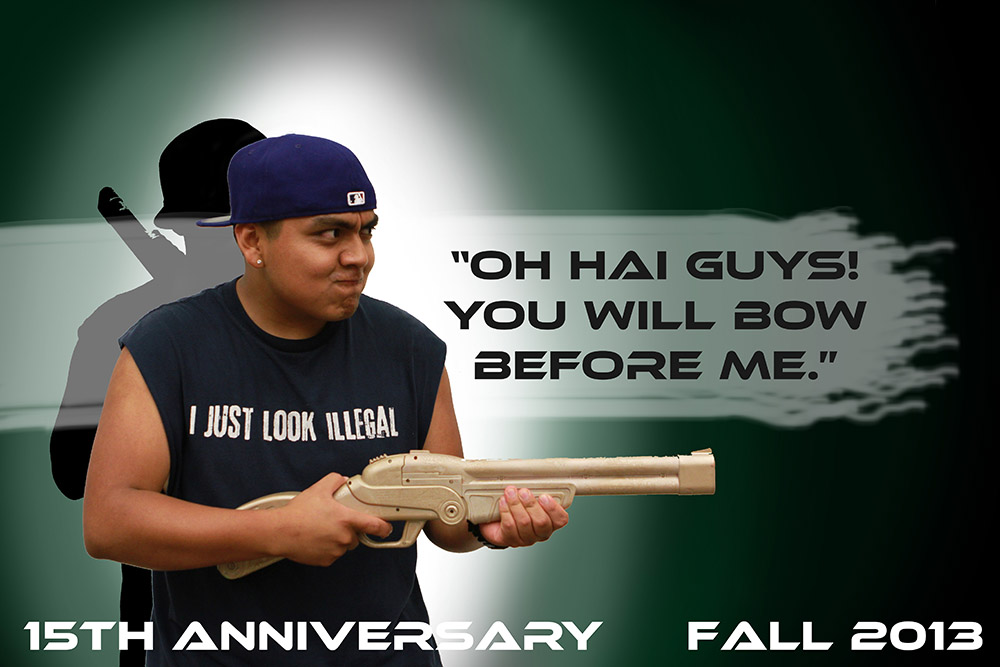 "OH HAI GUYS!
YOU WILL BOW
BEFORE ME."
I JUST LOOK ILLEGAL
15TH ANNIVERSARY FALL 2013